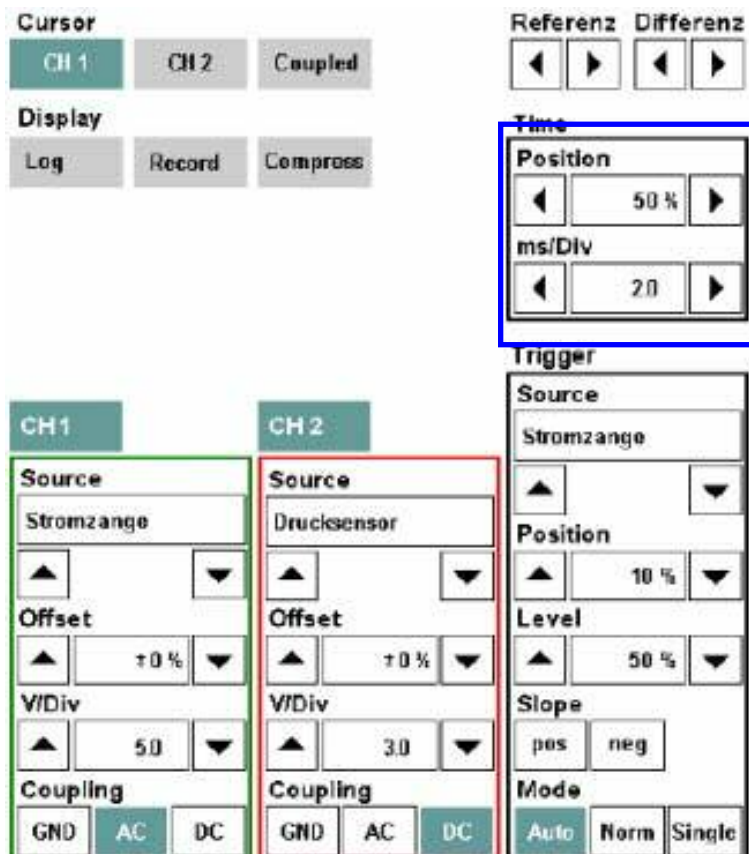 Cursor
CH 1 CH 2 Coupled
Referenz Differenz
Display
Log Record Compress
Time
Position
50 %
ms/Div
2.0
CH 1
Source
Stromzange
Offset
±0 %
V/Div
5.0
Coupling
GND AC DC
CH 2
Source
Drucksensor
Offset
±0 %
V/Div
3.0
Coupling
GND AC DC
Trigger
Source
Stromzange
Position
10 %
Level
50 %
Slope
pos neg
Mode
Auto Norm Single